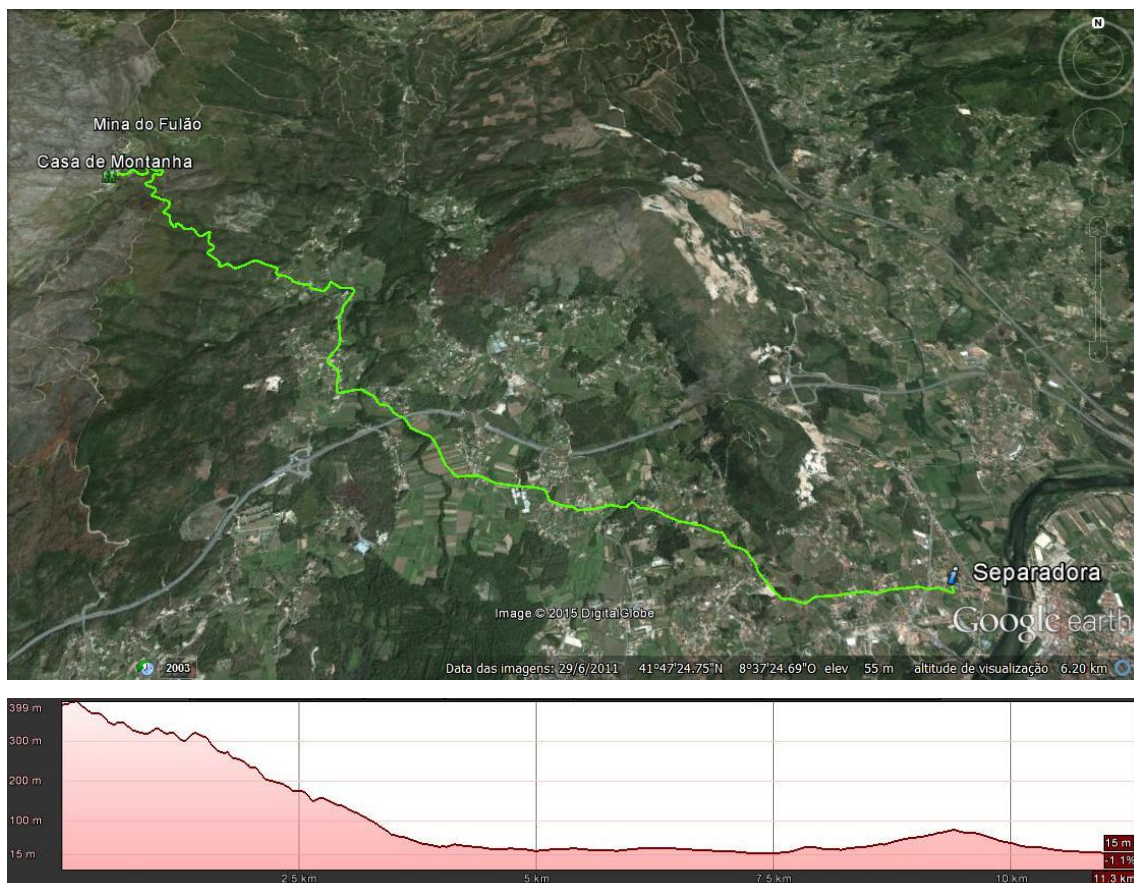 N
Mina do Fulão
Casa de Montanha
Separadora
Image © 2015 DigitalGlobe
Google earth
2003
Data das imagens: 29/6/2011 41°47'24.75"N 8°37'24.69"O elev 55 m altitude de visualização 6.20 km
399 m
300 m
200 m
100 m
15 m
15 m
-1.1%
2.5 km 5 km 7.5 km 10 km 11.3 km